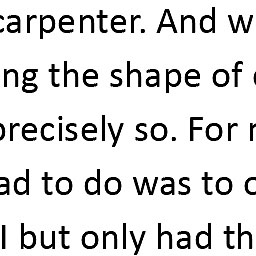 carpenter. And w
ng the shape of
precisely so. For
ad to do was to
I but only had th